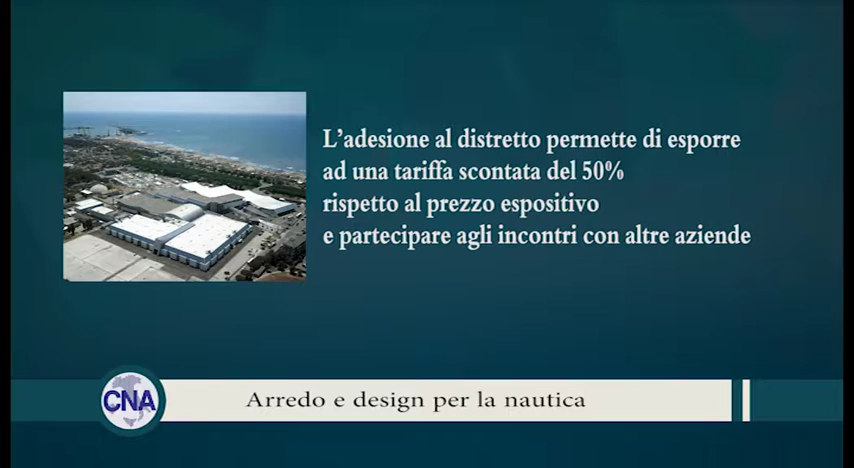 L’adesione al distretto permette di esporre
ad una tariffa scontata del 50%
rispetto al prezzo espositivo
e partecipare agli incontri con altre aziende
CNA
Arredo e design per la nautica